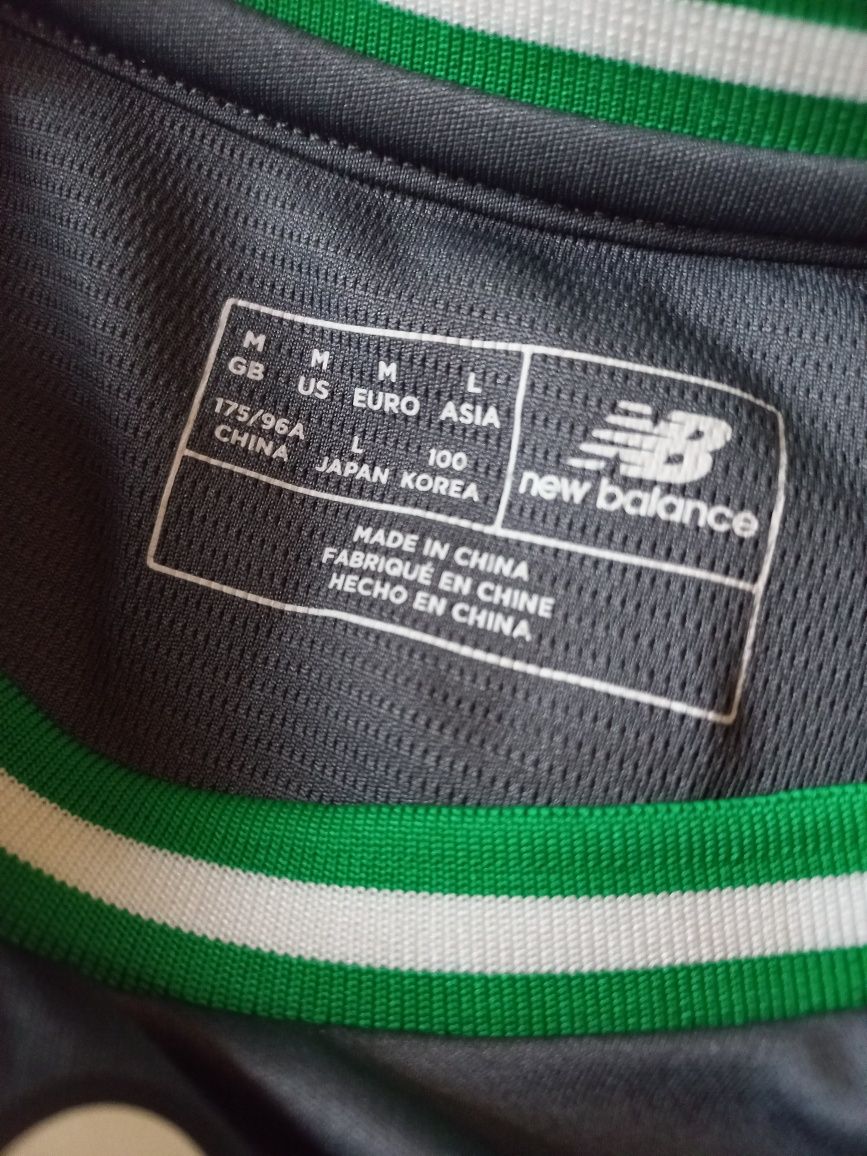 M M M L
GB US EURO ASIA
175/96A L 100
CHINA JAPAN KOREA
NB
new balance
MADE IN CHINA
FABRIQUÉ EN CHINE
HECHO EN CHINA